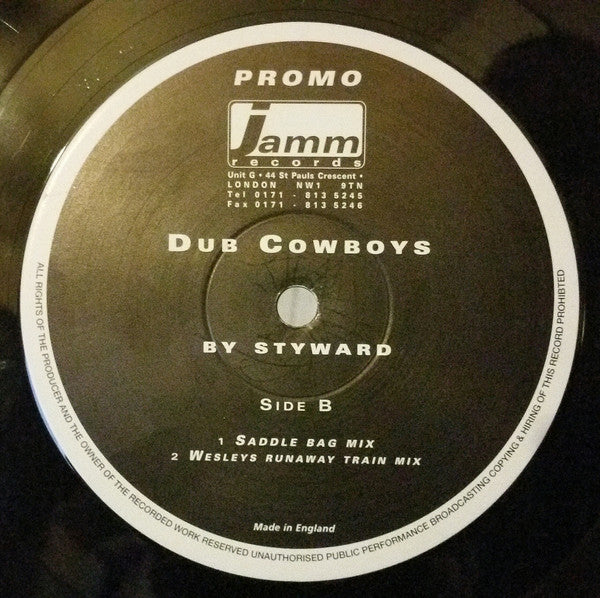 PROMO
jamm
records
Unit G • 44 St Pauls Crescent •
LONDON NW1 9TN
Tel 0171 - 813 5245
Fax 0171 - 813 5246
DUB COWBOYS
BY STYWARD
SIDE B
1 SADDLE BAG MIX
2 WESLEYS RUNAWAY TRAIN MIX
Made in England
ALL RIGHTS OF THE PRODUCER AND THE OWNER OF THE RECORDED WORK RESERVED UNAUTHORISED PUBLIC PERFORMANCE BROADCASTING COPYING & HIRING OF THIS RECORD PROHIBTED